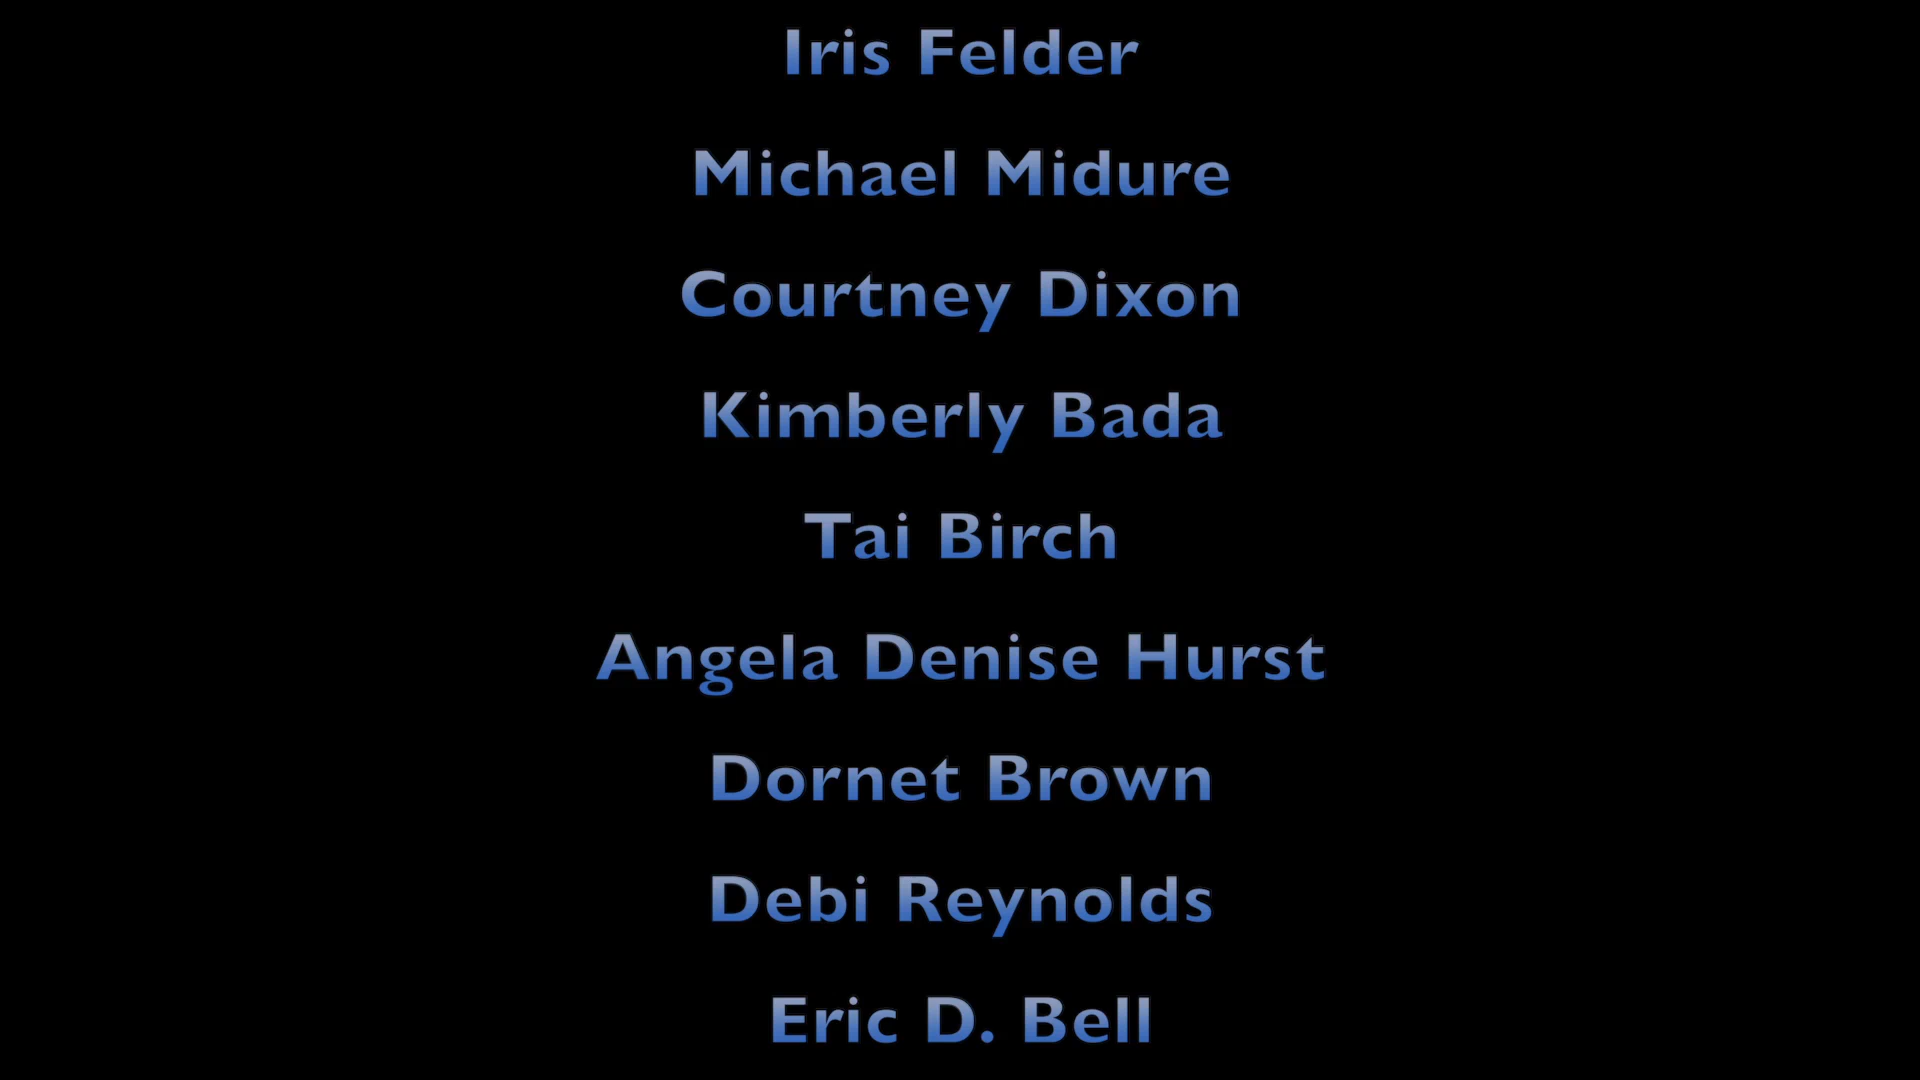 Iris Felder
Michael Midure
Courtney Dixon
Kimberly Bada
Tai Birch
Angela Denise Hurst
Dornet Brown
Debi Reynolds
Eric D. Bell